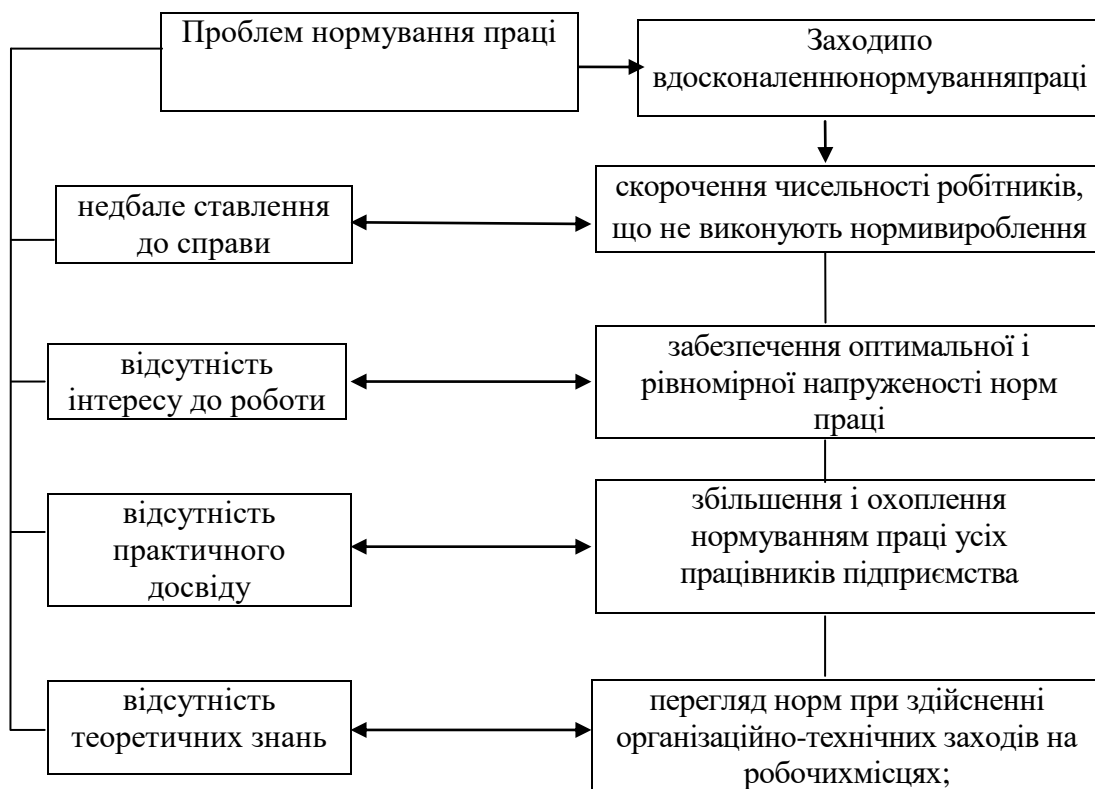 Проблем нормування праці
Заходипо
вдосконаленнюнормуванняпраці
недбале ставлення
до справи
скорочення чисельності робітників,
що не виконують нормивироблення
відсутність
інтересу до роботи
забезпечення оптимальної і
рівномірної напруженості норм
праці
відсутність
практичного
досвіду
збільшення і охоплення
нормуванням праці усіх
працівників підприємства
відсутність
теоретичних знань
перегляд норм при здійсненні
організаційно-технічних заходів на
робочихмісцях;